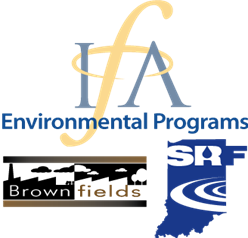 IfA
Environmental Programs
Brownfields
SRF